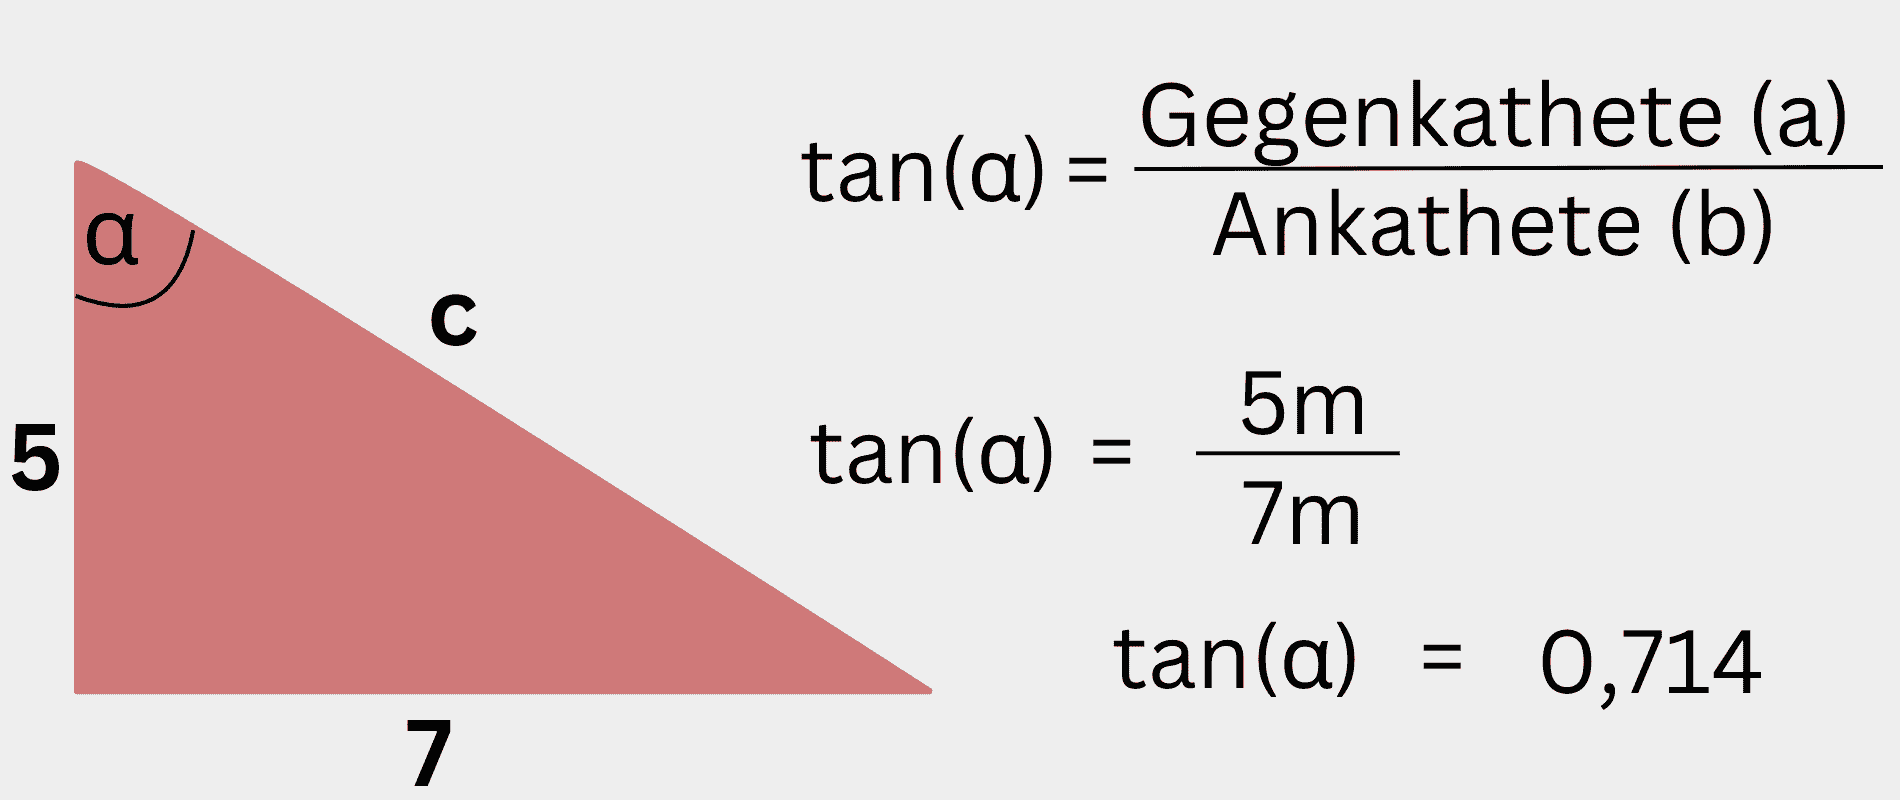 α
c
5
7
tan(α) = Gegenkathete (a)
Ankathete (b)
tan(α) = 5m
7m
tan(α) = 0,714